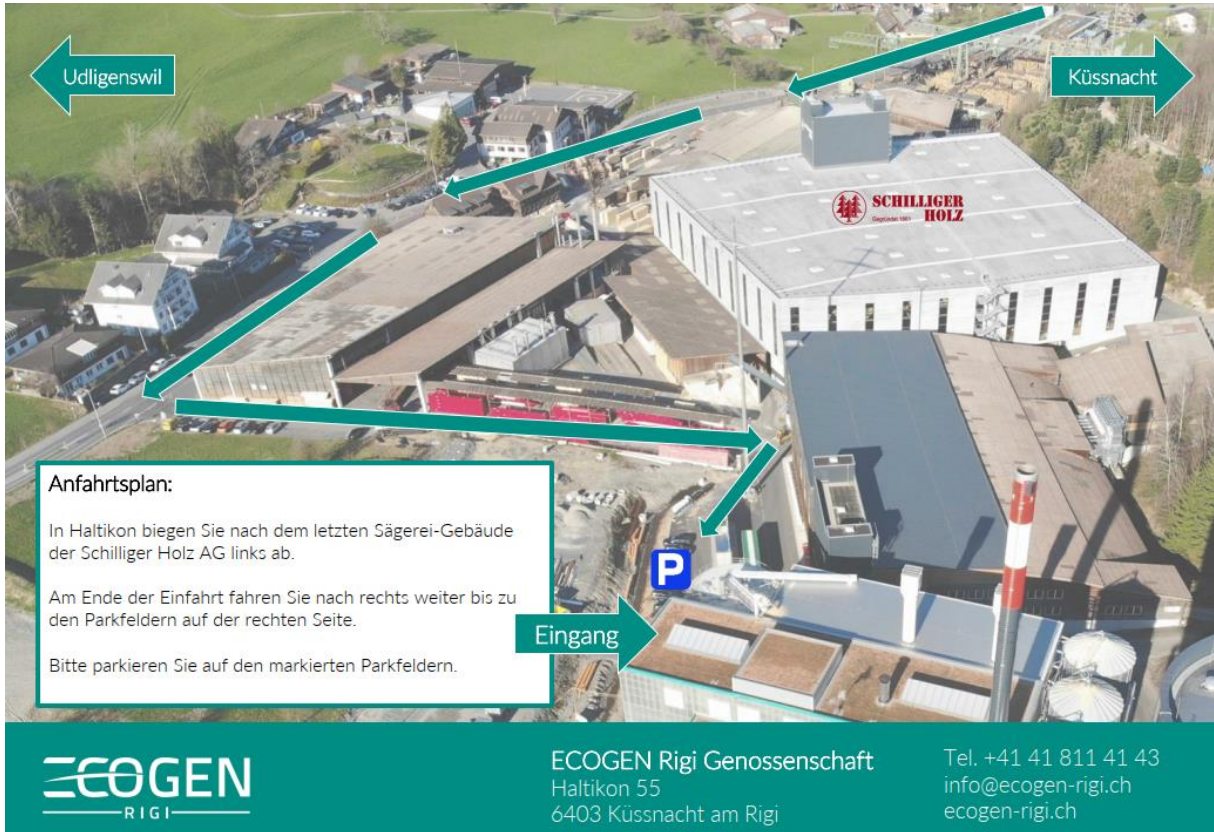 Udligenswil
Küssnacht
SCHILLIGER
HOLZ
Gegründet 1861
Anfahrtsplan:
In Haltikon biegen Sie nach dem letzten Sägerei-Gebäude
der Schilliger Holz AG links ab.
Am Ende der Einfahrt fahren Sie nach rechts weiter bis zu
den Parkfeldern auf der rechten Seite.
Bitte parkieren Sie auf den markierten Parkfeldern.
P
Eingang
ECOGEN
RIGI
ECOGEN Rigi Genossenschaft
Haltikon 55
6403 Küssnacht am Rigi
Tel. +41 41 811 41 43
info@ecogen-rigi.ch
ecogen-rigi.ch